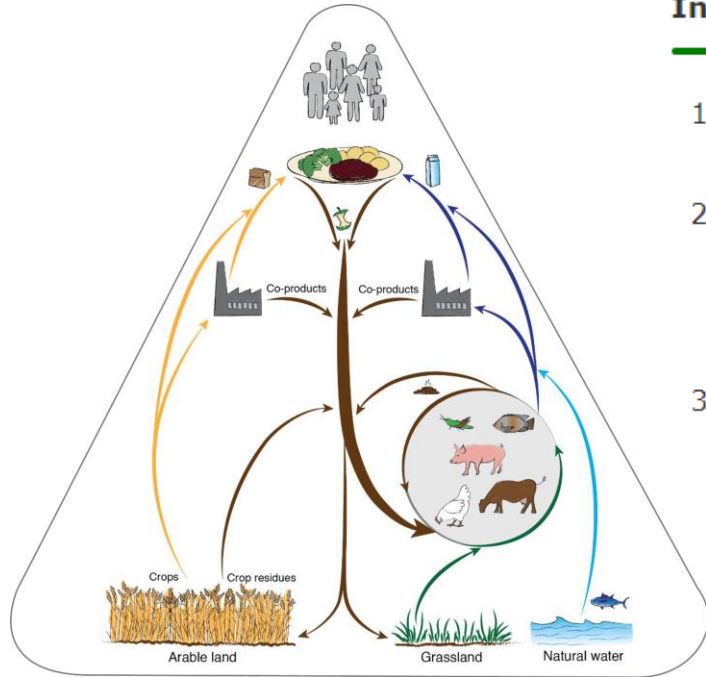 In
1
2
3
Co-products
Co-products
Crops
Crop residues
Arable land
Grassland
Natural water